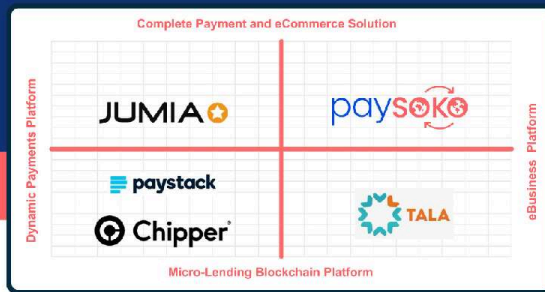 Complete Payment and eCommerce Solution
Dynamic Payments Platform
JUMIA
paysoko
eBusiness Platform
paystack
Chipper
TALA
Micro-Lending Blockchain Platform